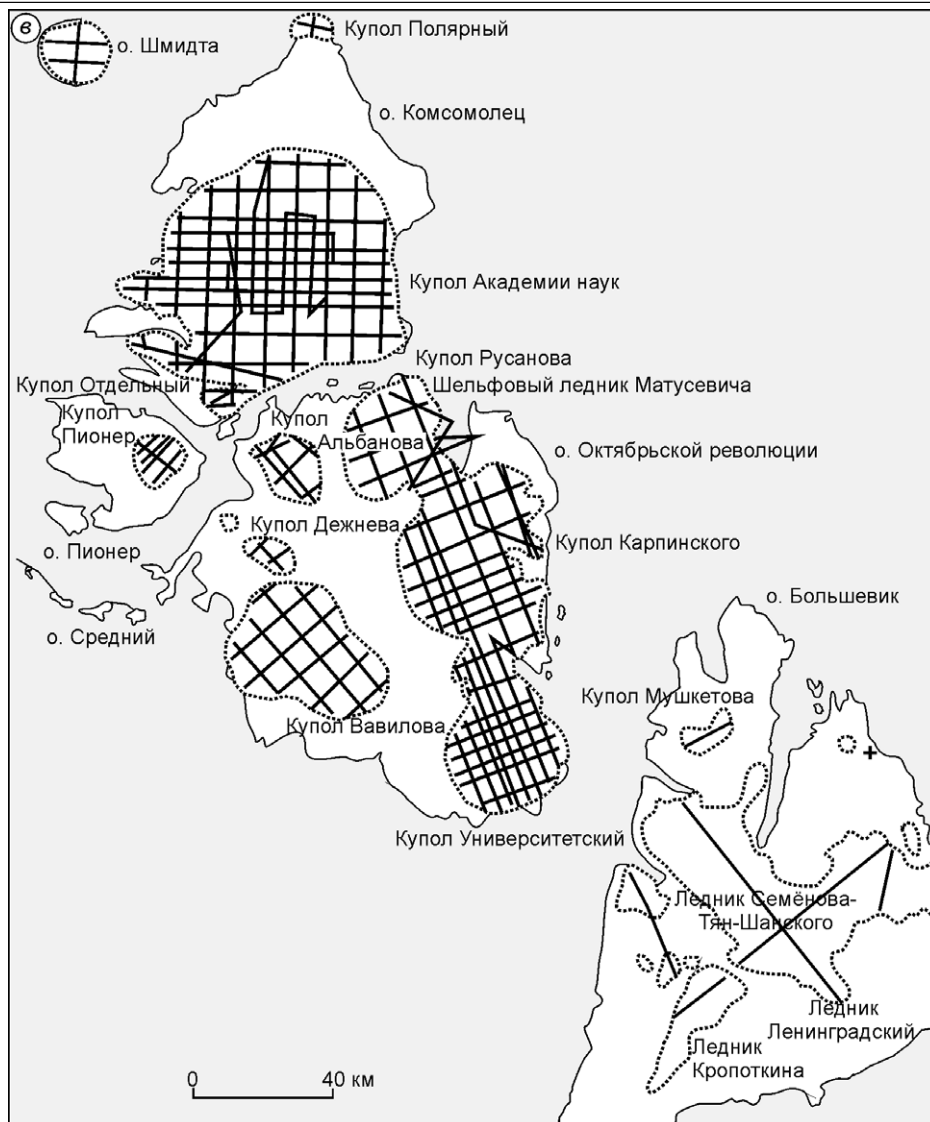 в
Купол Полярный
о. Шмидта
о. Комсомолец
Купол Академии наук
Купол Русанова
Шельфовый ледник Матусевича
Купол Отдельный
Купол
Пионер
Купол
Альбанова
о. Октябрьской революции
Купол Дежнева
о. Пионер
Купол Карпинского
о. Средний
о. Большевик
Купол Мушкетова
Купол Вавилова
Купол Университетский
Ледник Семёнова-
Тян-Шанского
Ледник
Ленинградский
Ледник
Кропоткина
0 40 км